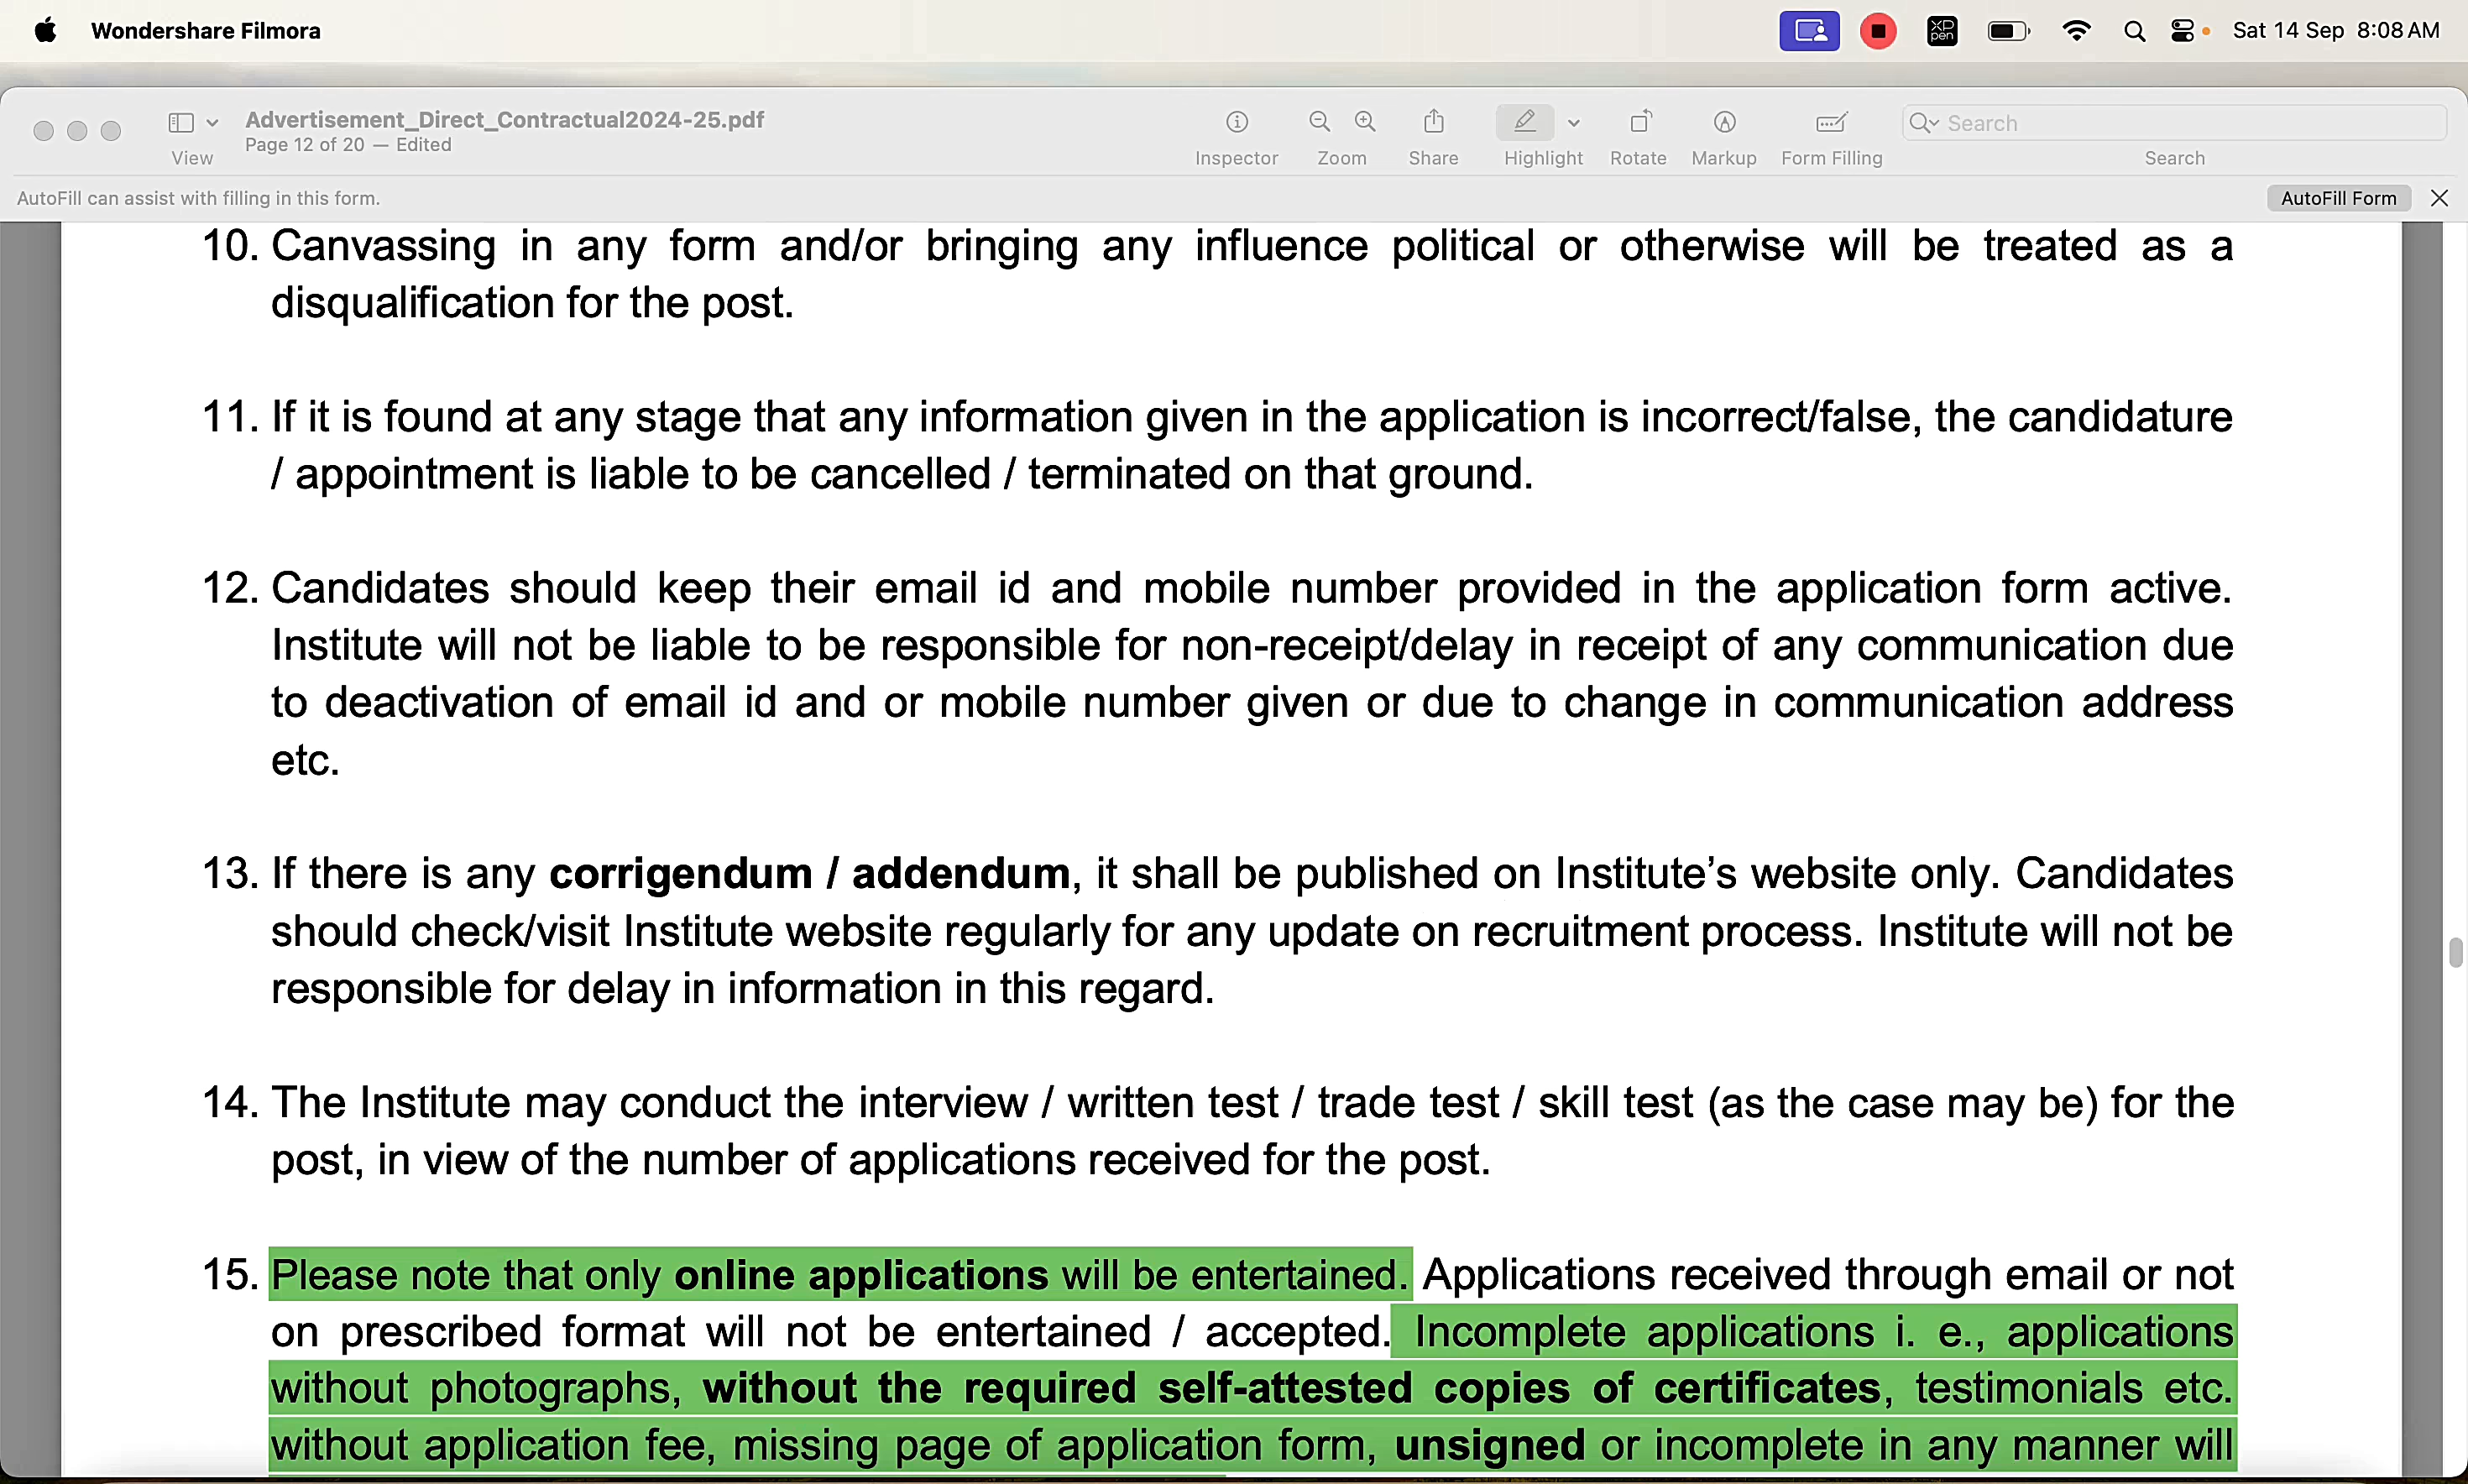 Wondershare Filmora
XP pen
Sat 14 Sep 8:08 AM
Advertisement_Direct_Contractual2024-25.pdf
Page 12 of 20 — Edited
View
Inspector
Zoom
Share
Highlight
Rotate
Markup
Form Filling
Search
Search
AutoFill can assist with filling in this form.
AutoFill Form
10. Canvassing in any form and/or bringing any influence political or otherwise will be treated as a
disqualification for the post.
11. If it is found at any stage that any information given in the application is incorrect/false, the candidature
/ appointment is liable to be cancelled / terminated on that ground.
12. Candidates should keep their email id and mobile number provided in the application form active.
Institute will not be liable to be responsible for non-receipt/delay in receipt of any communication due
to deactivation of email id and or mobile number given or due to change in communication address
etc.
13. If there is any corrigendum / addendum, it shall be published on Institute’s website only. Candidates
should check/visit Institute website regularly for any update on recruitment process. Institute will not be
responsible for delay in information in this regard.
14. The Institute may conduct the interview / written test / trade test / skill test (as the case may be) for the
post, in view of the number of applications received for the post.
15. Please note that only online applications will be entertained. Applications received through email or not
on prescribed format will not be entertained / accepted. Incomplete applications i. e., applications
without photographs, without the required self-attested copies of certificates, testimonials etc.
without application fee, missing page of application form, unsigned or incomplete in any manner will